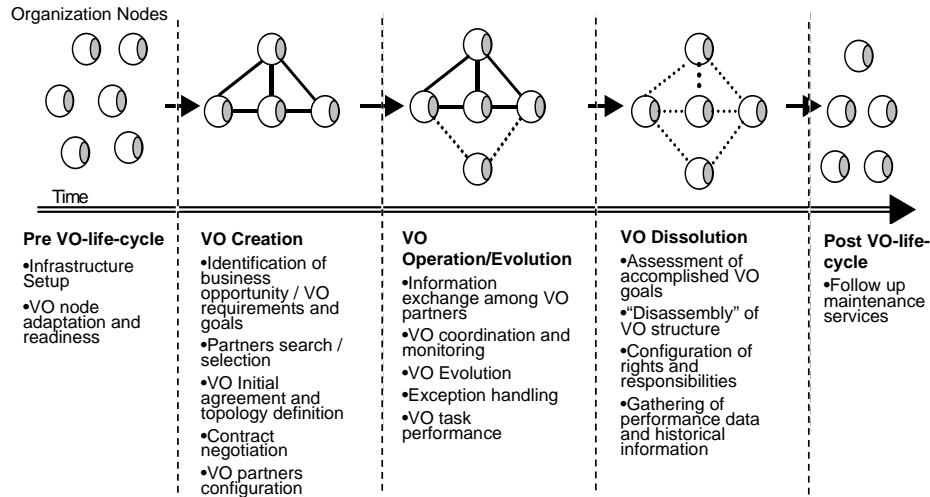 Organization Nodes
Time
Pre VO-life-cycle
•Infrastructure
Setup
•VO node
adaptation and
readiness
VO Creation
•Identification of
business
opportunity / VO
requirements and
goals
•Partners search /
selection
•VO Initial
agreement and
topology definition
•Contract
negotiation
•VO partners
configuration
VO
Operation/Evolution
•Information
exchange among VO
partners
•VO coordination and
monitoring
•VO Evolution
•Exception handling
•VO task
performance
VO Dissolution
•Assessment of
accomplished VO
goals
•“Disassembly” of
VO structure
•Configuration of
rights and
responsibilities
•Gathering of
performance data
and historical
information
Post VO-life-
cycle
•Follow up
maintenance
services